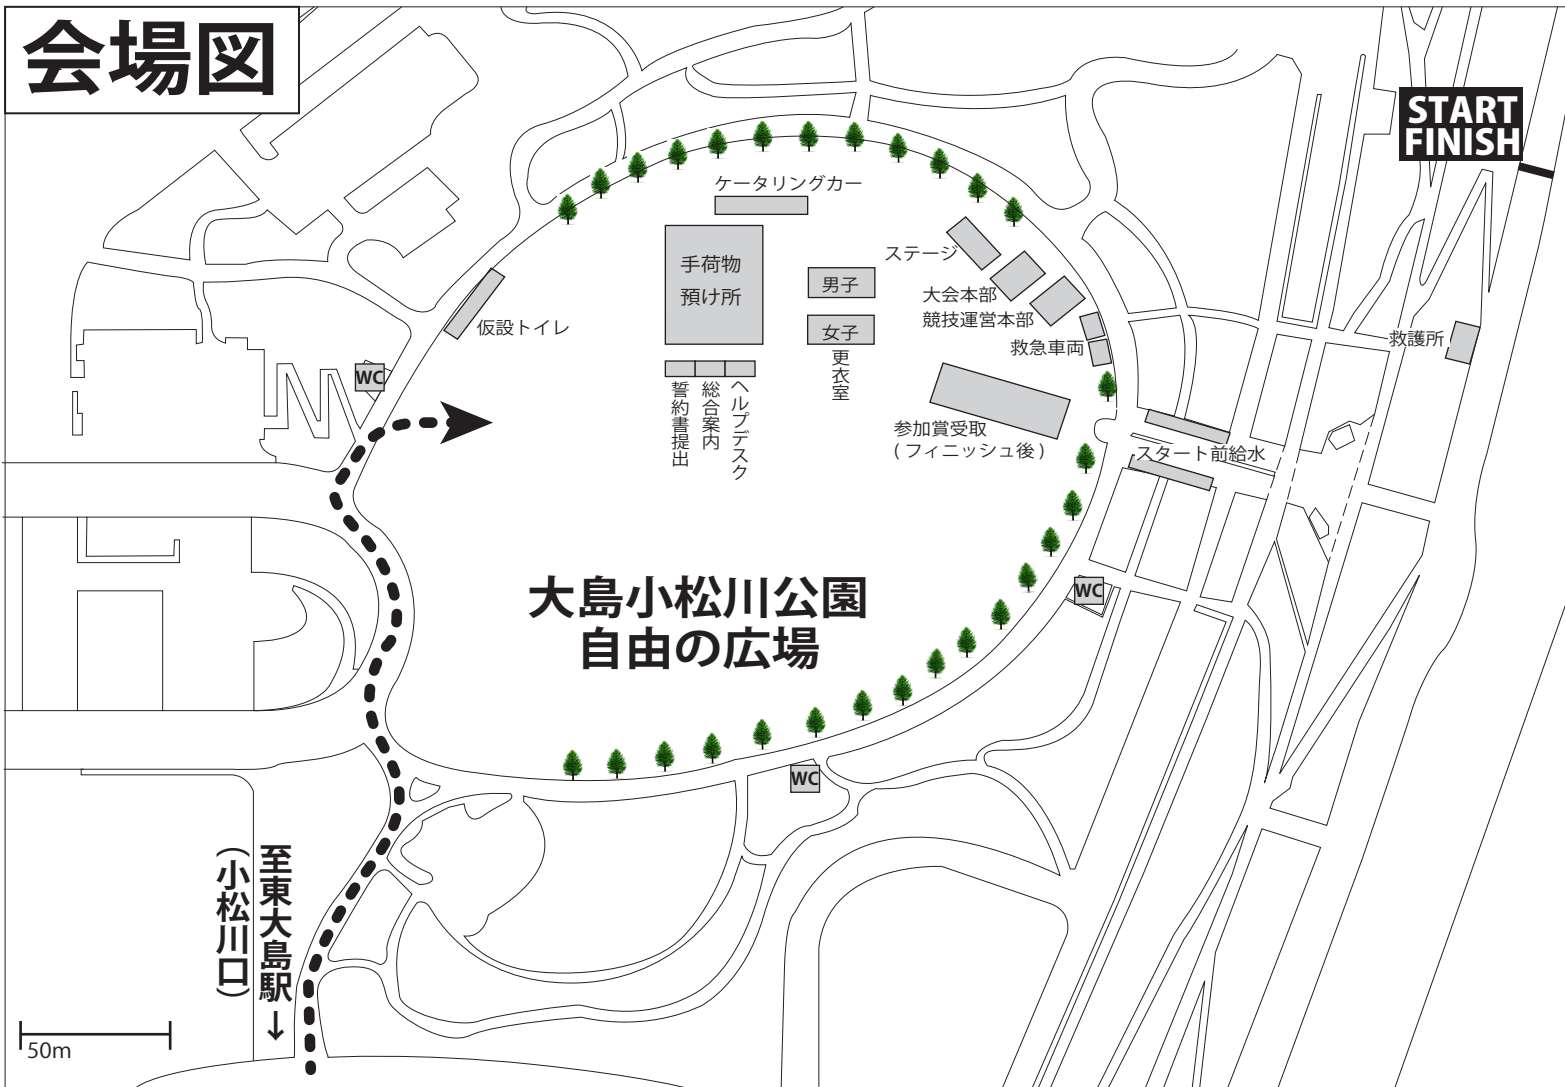 会場図
START
FINISH
ケータリングカー
手荷物
預け所
ステージ
男子
大会本部
競技運営本部
女子
仮設トイレ
救急車両
救護所
更衣室
WC
誓約書提出
総合案内
ヘルプデスク
参加賞受取
(フィニッシュ後)
スタート前給水
大島小松川公園
自由の広場
WC
WC
至東大島駅→
(小松川口)
50m